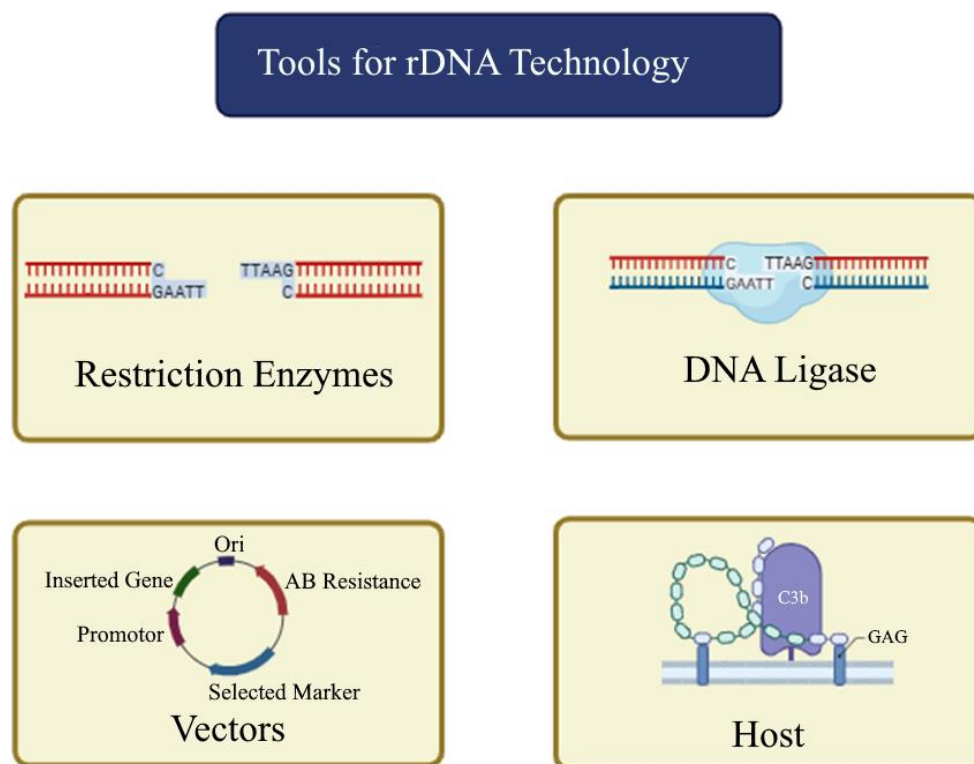 Tools for rDNA Technology
C TTAAG
GAATT C
Restriction Enzymes
C TTAAG
GAATT C
DNA Ligase
Ori
Inserted Gene
AB Resistance
Promotor
Selected Marker
Vectors
C3b
GAG
Host